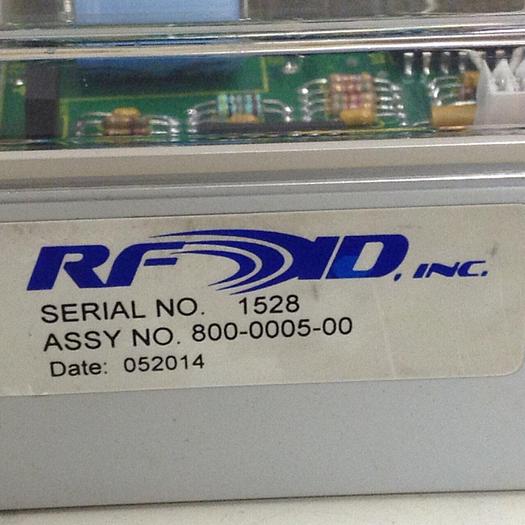 RFID, INC.
SERIAL NO. 1528
ASSY NO. 800-0005-00
Date: 052014